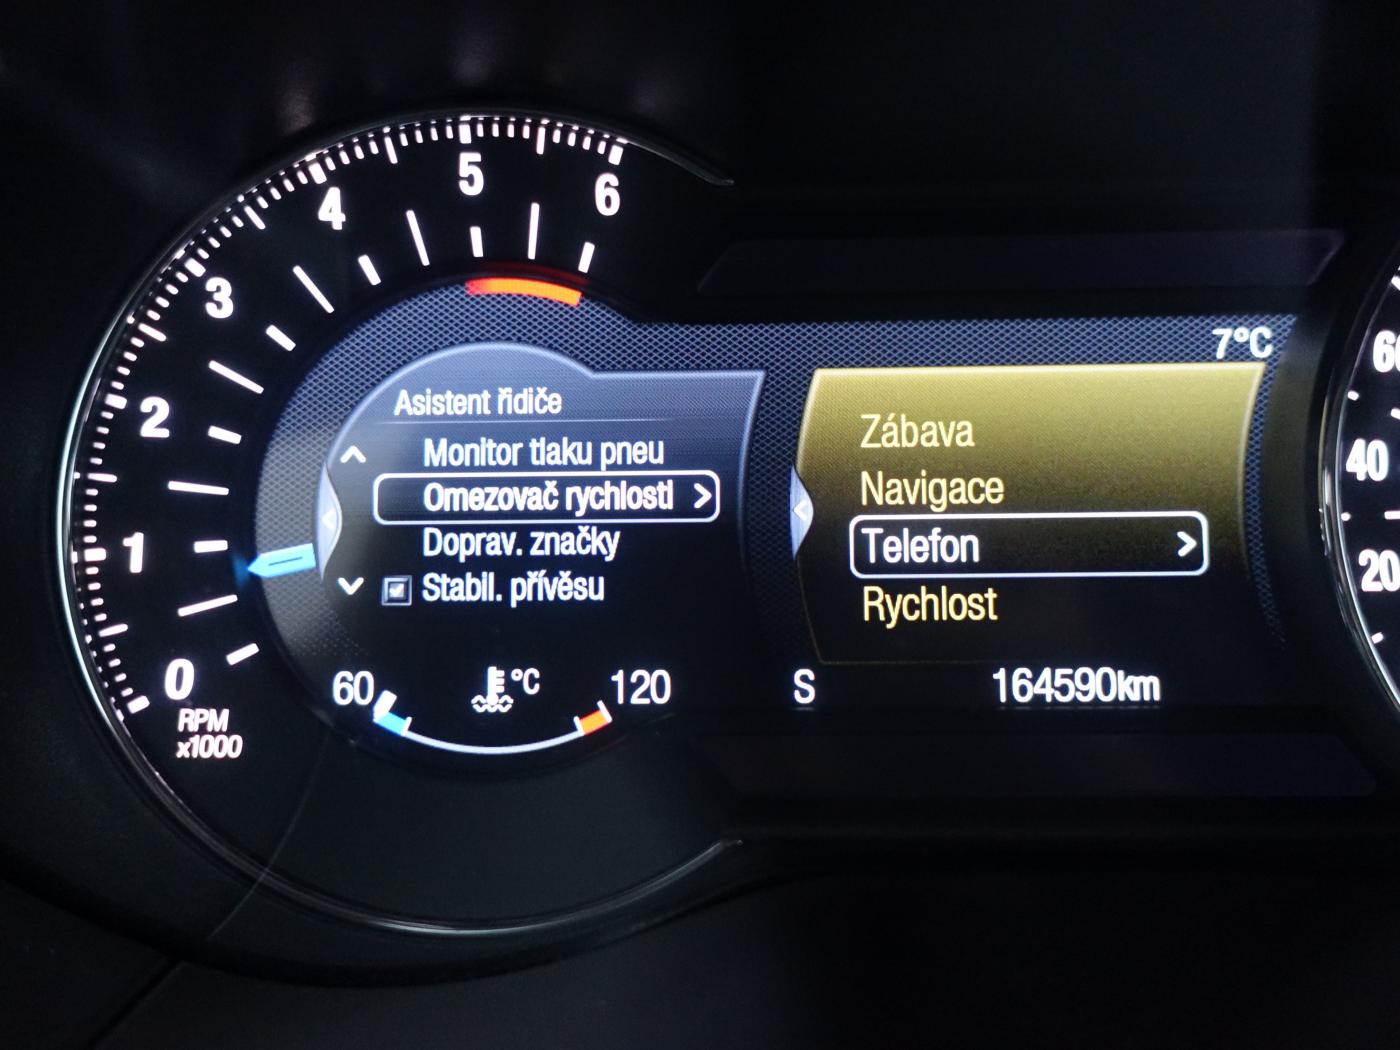 0
1
2
3
4
5
6
RPM
x1000
Asistent řidiče
Monitor tlaku pneu
Omezovač rychlosti
Doprav. značky
Stabil. přívěsu
60
°C
120
7°C
Zábava
Navigace
Telefon
Rychlost
S
164590km
40
20